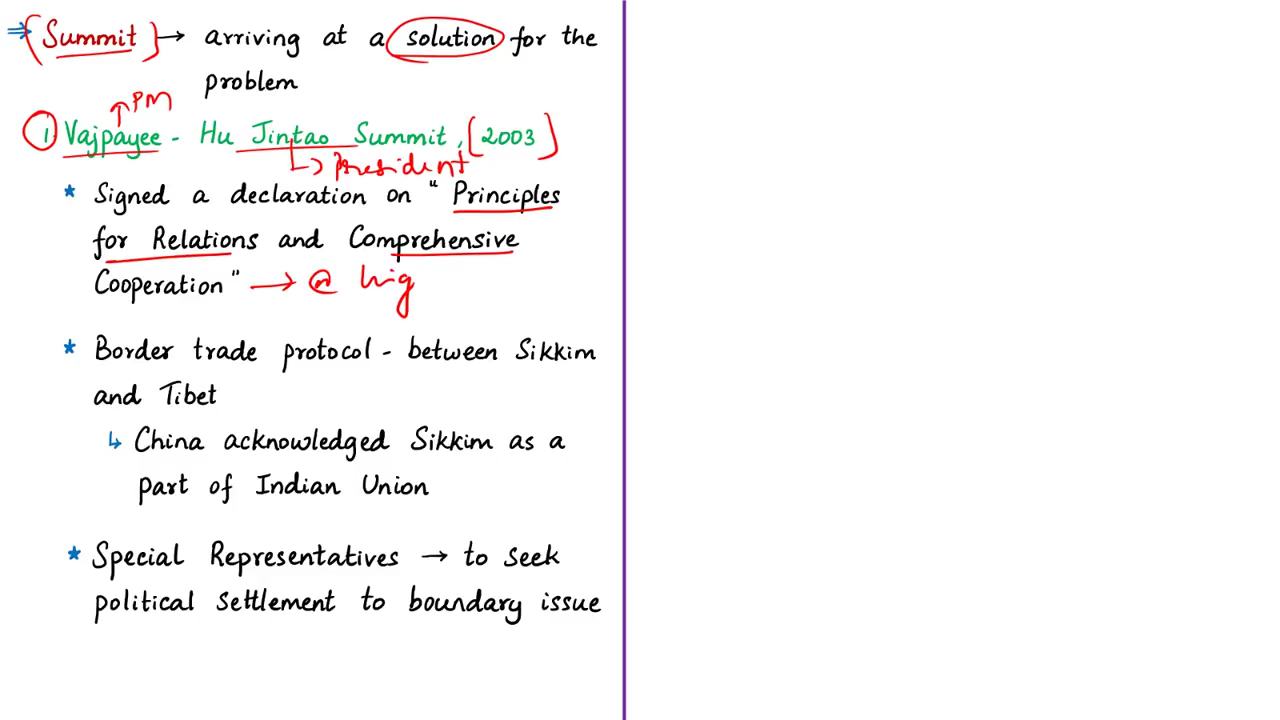 ⇒ (Summit) → arriving at a solution for the
problem
↑ PM
1) Vajpayee - Hu Jintao Summit, [2003]
↳ President
* Signed a declaration on "Principles
for Relations and Comprehensive
Cooperation" → @
* Border trade protocol - between Sikkim
and Tibet
↳ China acknowledged Sikkim as a
part of Indian Union
* Special Representatives → to seek
political settlement to boundary issue